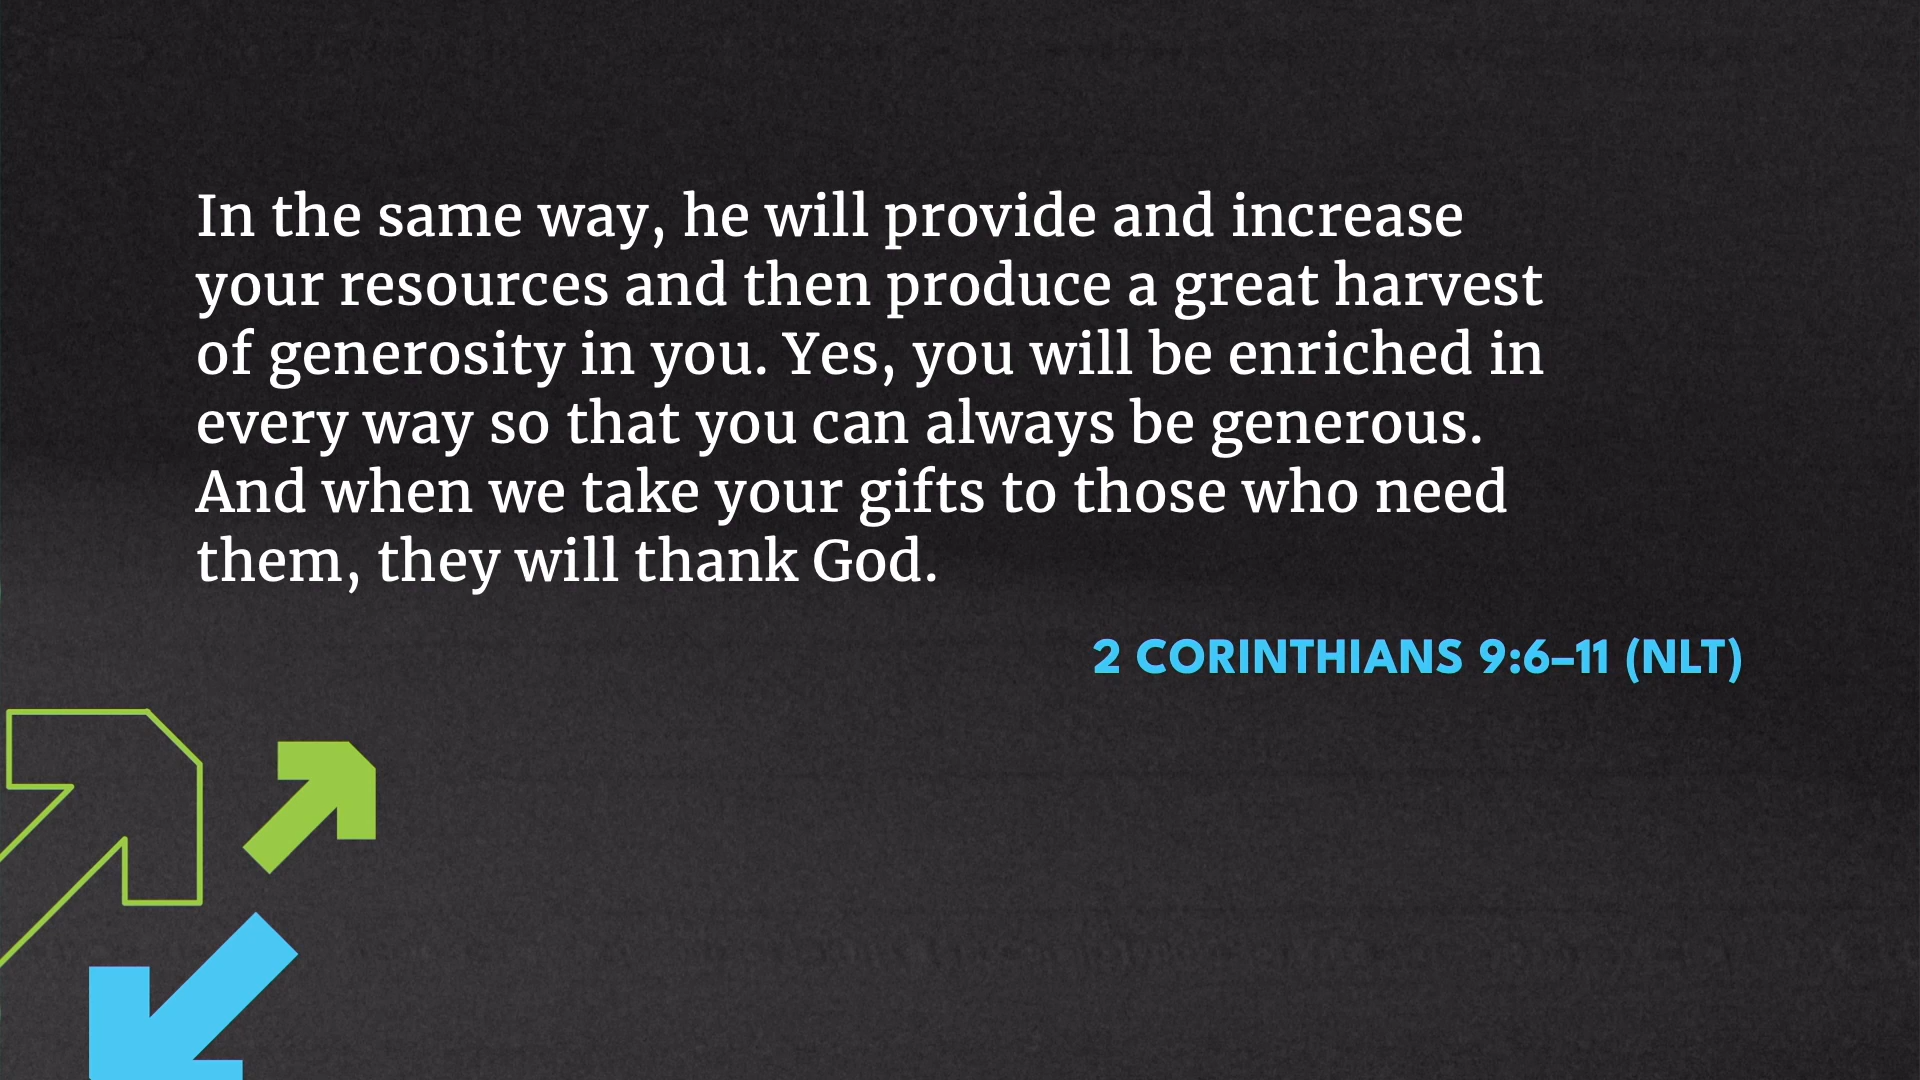 In the same way, he will provide and increase
your resources and then produce a great harvest
of generosity in you. Yes, you will be enriched in
every way so that you can always be generous.
And when we take your gifts to those who need
them, they will thank God.
2 CORINTHIANS 9:6–11 (NLT)